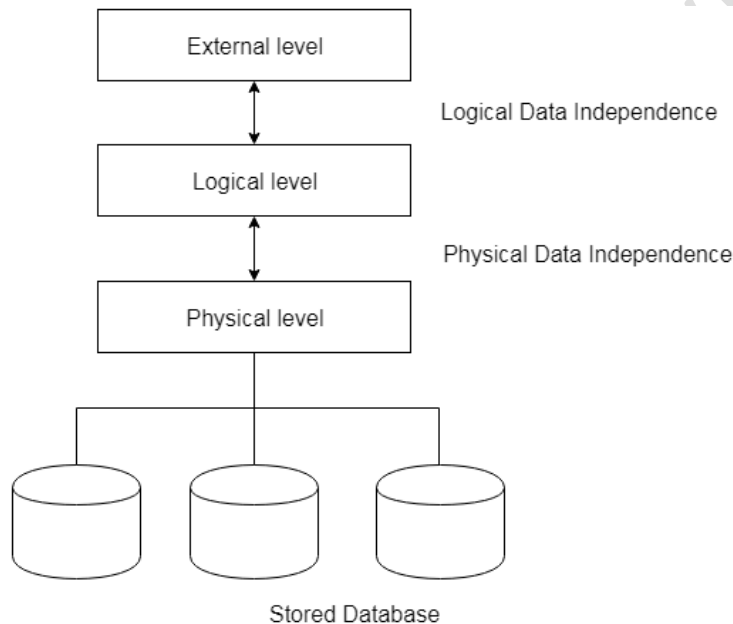 External level
Logical Data Independence
Logical level
Physical Data Independence
Physical level
Stored Database